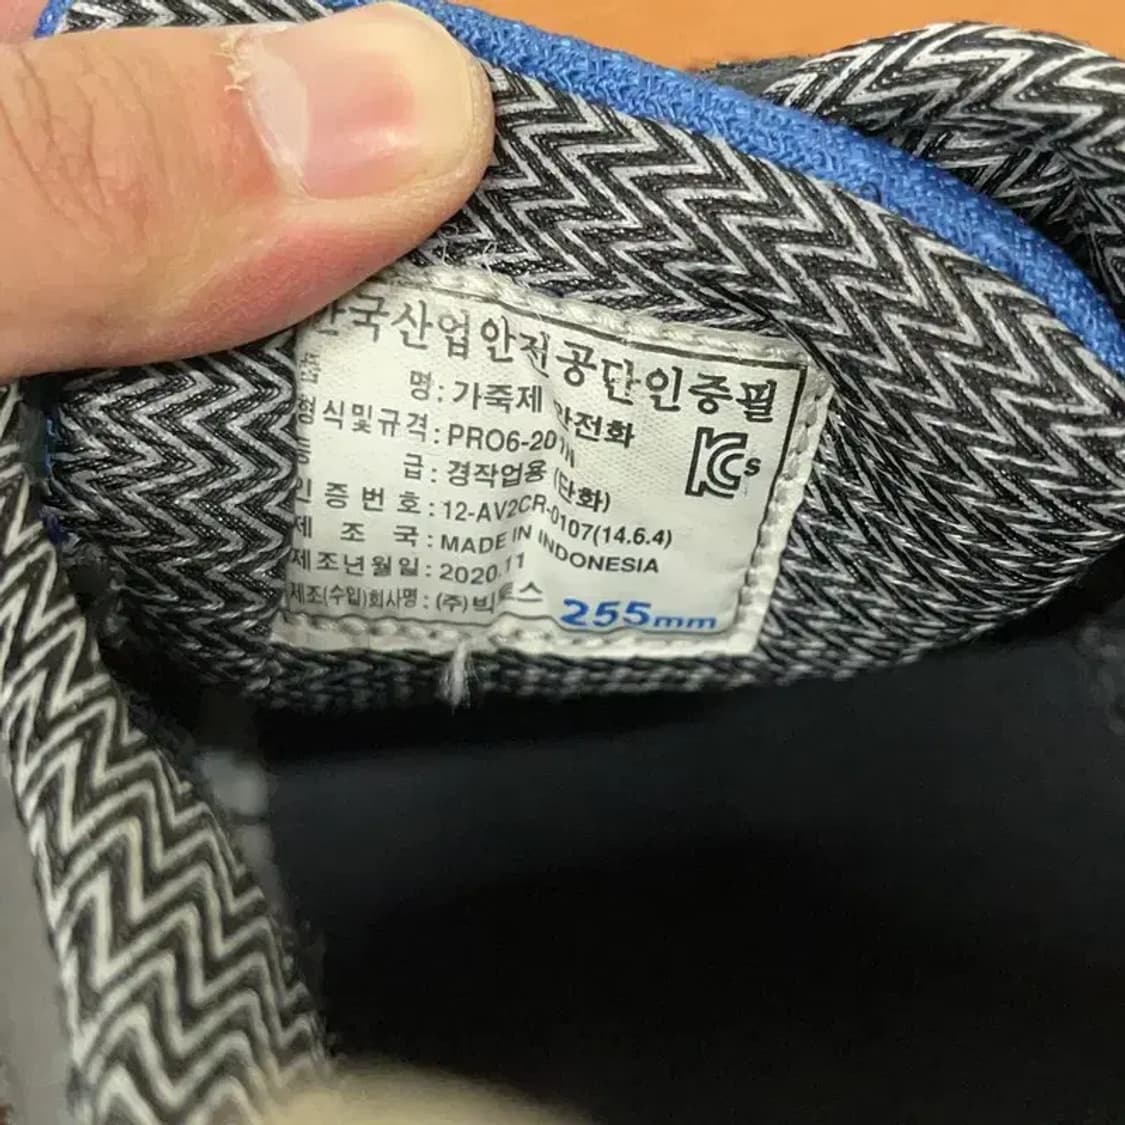 한국산업안전공단인증필
명: 가죽제 안전화
형식및규격: PRO6-201N
등 급: 경작업용 (단화)
인증번호: 12-AV2CR-0107(14.6.4)
제조국: MADE IN INDONESIA
제조년월일: 2020.11
제조(수입)회사명: (주)빅토스
255mm
KCs